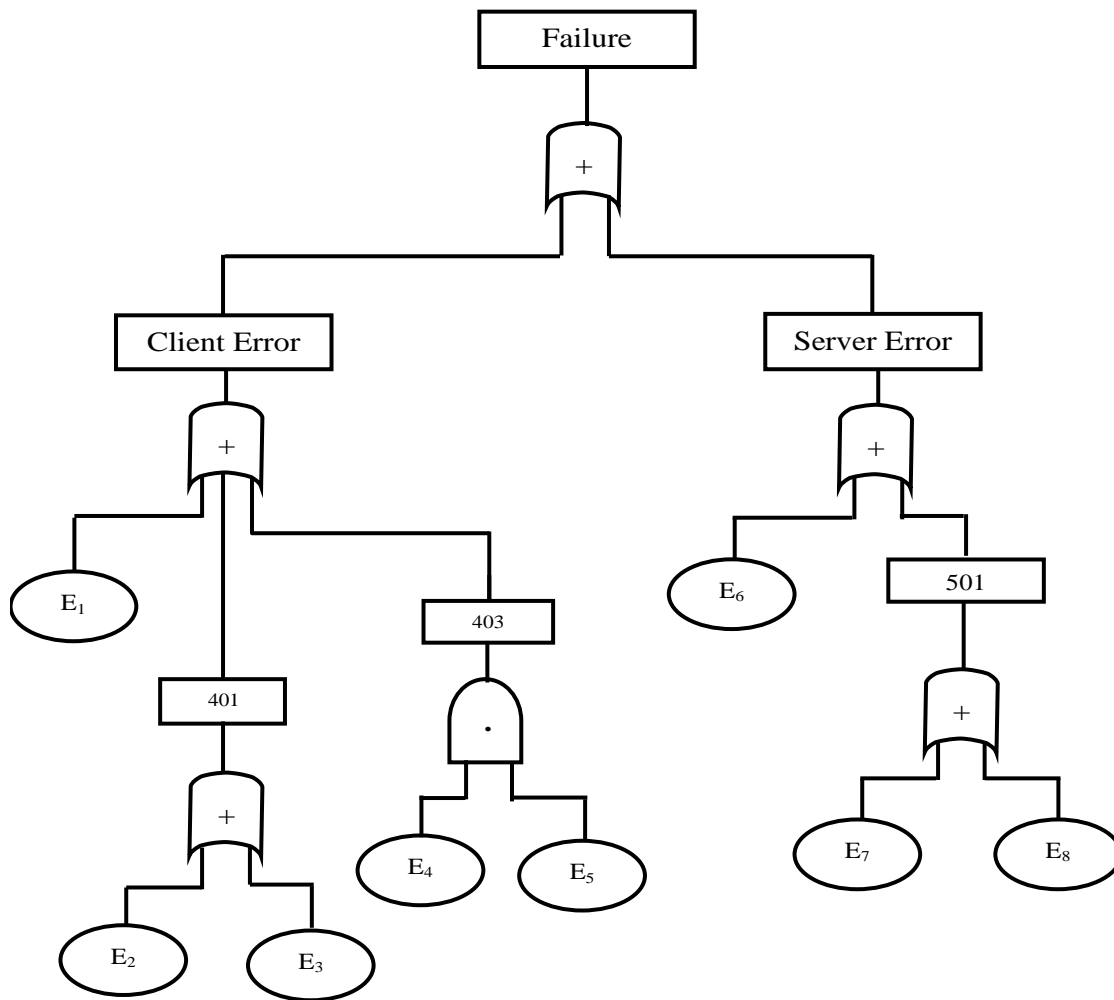 Failure
+
Client Error
Server Error
+
+
E₁
E₆
501
403
401
+
·
+
E₄
E₅
E₇
E₈
E₂
E₃